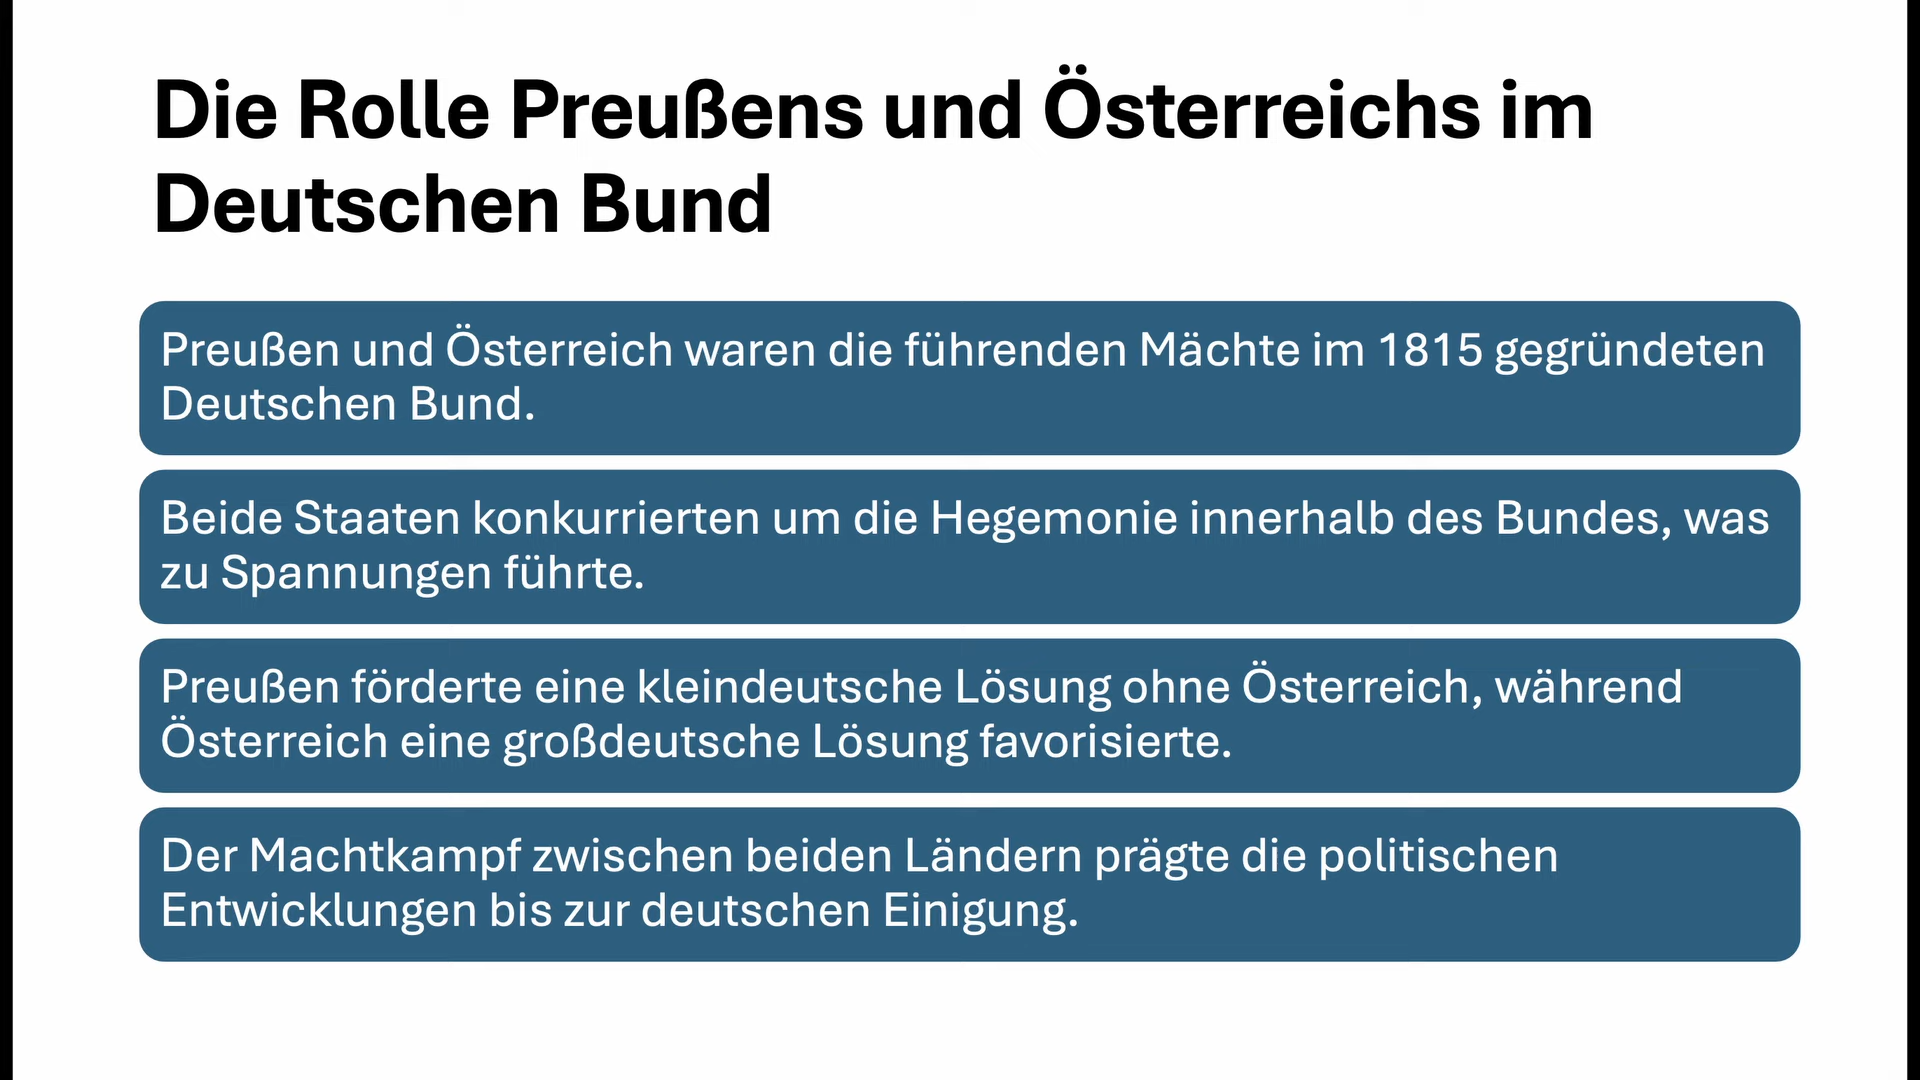 Die Rolle Preußens und Österreichs im
Deutschen Bund
Preußen und Österreich waren die führenden Mächte im 1815 gegründeten
Deutschen Bund.
Beide Staaten konkurrierten um die Hegemonie innerhalb des Bundes, was
zu Spannungen führte.
Preußen förderte eine kleindeutsche Lösung ohne Österreich, während
Österreich eine großdeutsche Lösung favorisierte.
Der Machtkampf zwischen beiden Ländern prägte die politischen
Entwicklungen bis zur deutschen Einigung.